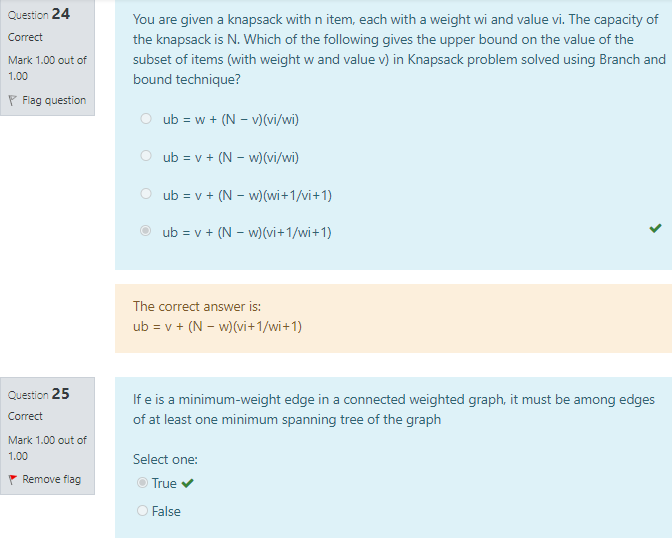 Question 24
Correct
Mark 1.00 out of
1.00
Flag question
You are given a knapsack with n item, each with a weight wi and value vi. The capacity of
the knapsack is N. Which of the following gives the upper bound on the value of the
subset of items (with weight w and value v) in Knapsack problem solved using Branch and
bound technique?
ub = w + (N – v)(vi/wi)
ub = v + (N – w)(vi/wi)
ub = v + (N – w)(wi+1/vi+1)
ub = v + (N – w)(vi+1/wi+1)
The correct answer is:
ub = v + (N – w)(vi+1/wi+1)
Question 25
Correct
Mark 1.00 out of
1.00
Remove flag
If e is a minimum-weight edge in a connected weighted graph, it must be among edges
of at least one minimum spanning tree of the graph
Select one:
True
False